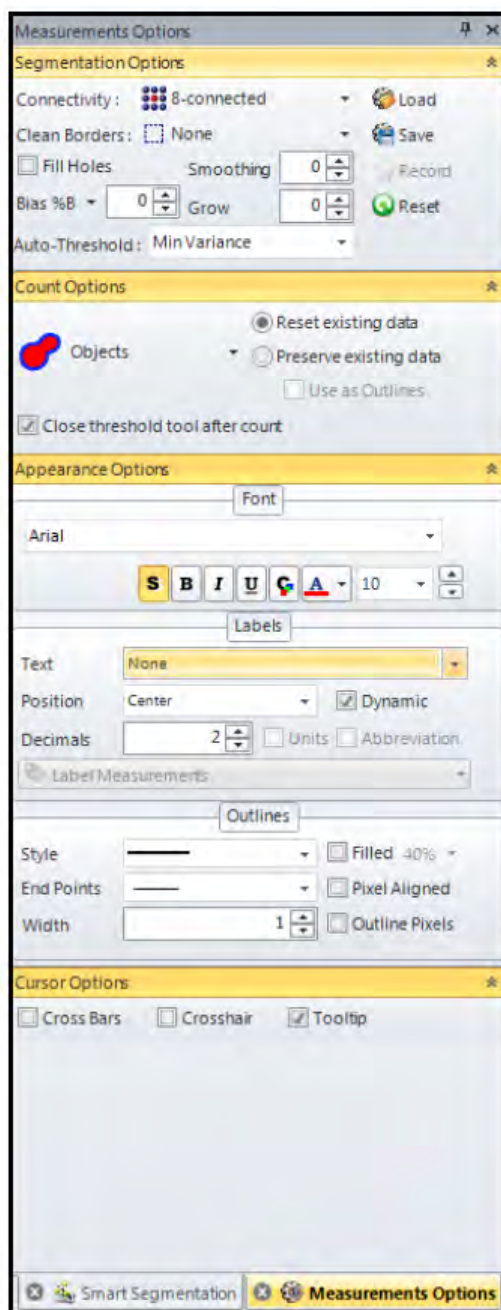 Measurements Options
Segmentation Options
Connectivity : 8-connected Load
Clean Borders : None Save
Fill Holes Smoothing 0 Record
Bias %B 0 Grow 0 Reset
Auto-Threshold : Min Variance
Count Options
Reset existing data
Objects Preserve existing data
Use as Outlines
Close threshold tool after count
Appearance Options
Font
Arial
S B I U C A 10
Labels
Text None
Position Center Dynamic
Decimals 2 Units Abbreviation
Label Measurements
Outlines
Style Filled 40%
End Points Pixel Aligned
Width 1 Outline Pixels
Cursor Options
Cross Bars Crosshair Tooltip
Smart Segmentation Measurements Options